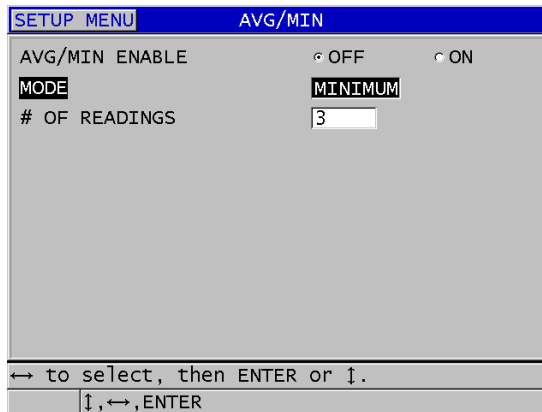 SETUP MENU AVG/MIN
AVG/MIN ENABLE OFF ON
MODE MINIMUM
# OF READINGS 3
↔ to select, then ENTER or ↕.
↕,↔,ENTER